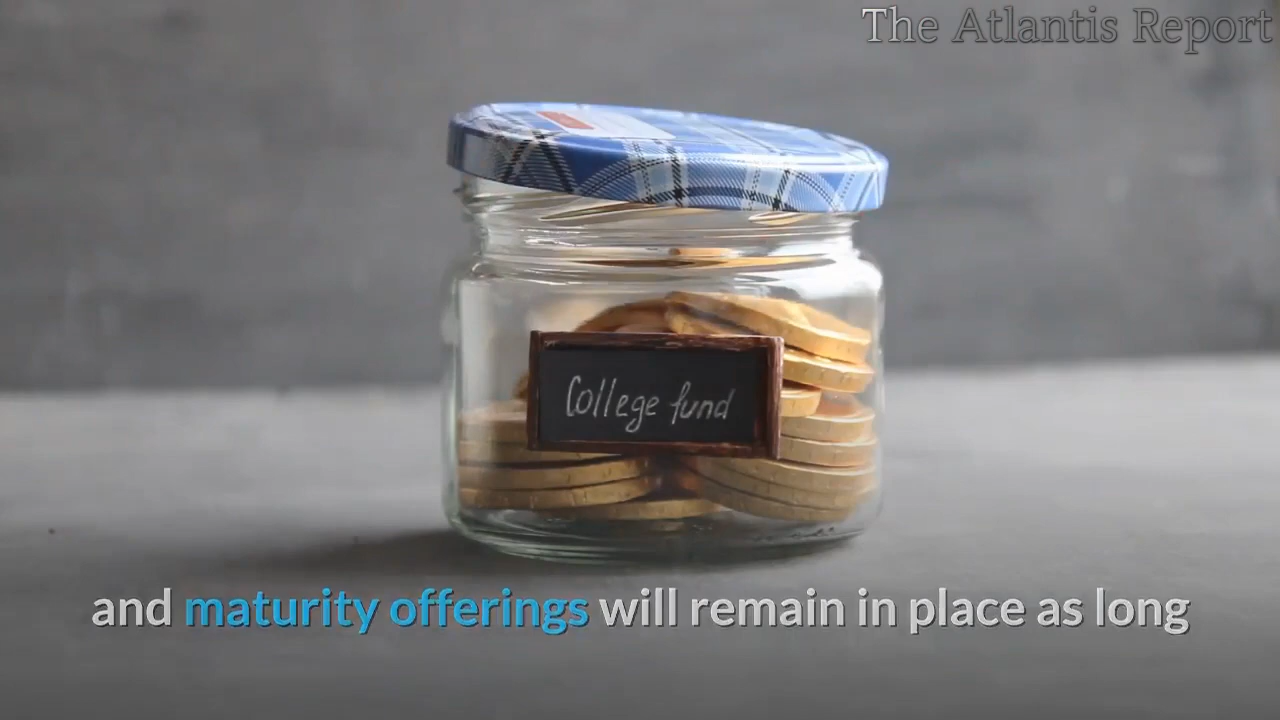 The Atlantis Report
College fund
and maturity offerings will remain in place as long